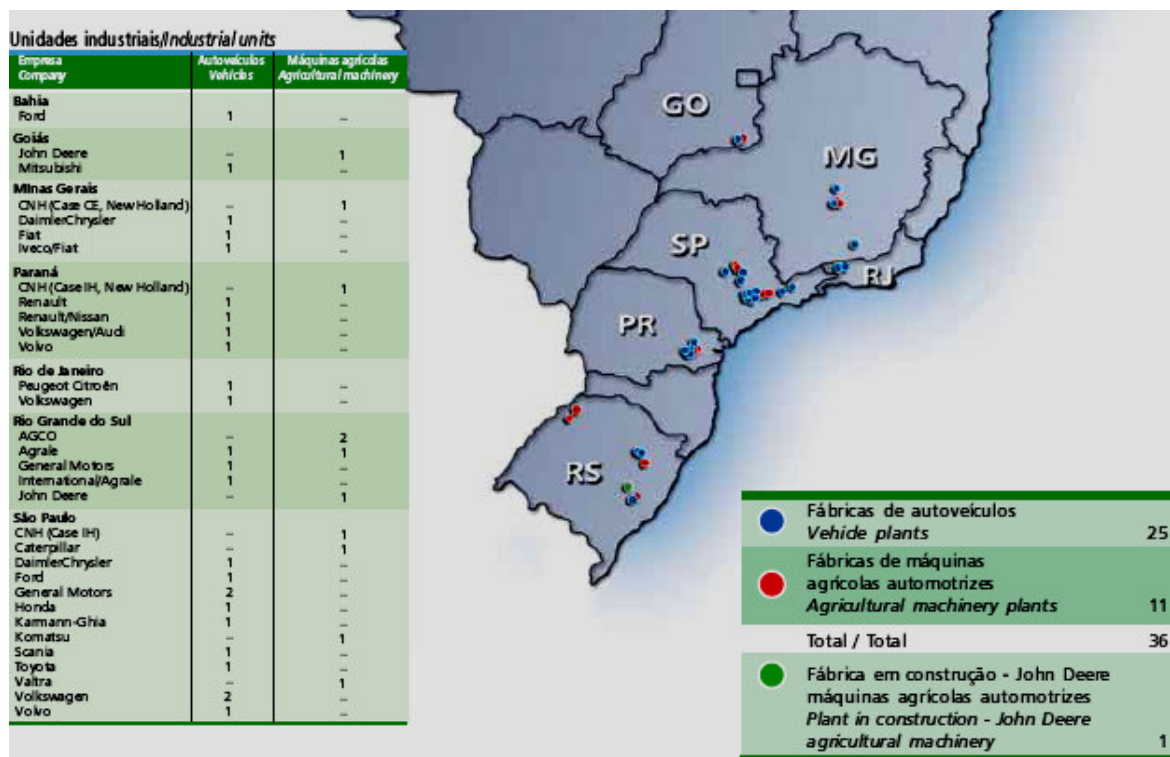 Unidades industriais/Industrial units
Empresa Autoveículos Máquinas agrícolas
Company Vehicles Agricultural machinery
Bahia
Ford 1 --
Goiás
John Deere -- 1
Mitsubishi 1 --
Minas Gerais
CNH (Case CE, New Holland) -- 1
DaimlerChrysler 1 --
Fiat 1 --
Iveco/Fiat 1 --
Paraná
CNH (Case IH, New Holland) -- 1
Renault 1 --
Renault/Nissan 1 --
Volkswagen/Audi 1 --
Volvo 1 --
Rio de Janeiro
Peugeot Citroën 1 --
Volkswagen 1 --
Rio Grande do Sul
AGCO -- 2
Agrale 1 1
General Motors 1 --
International/Agrale 1 --
John Deere -- 1
São Paulo
CNH (Case IH) -- 1
Caterpillar -- 1
DaimlerChrysler 1 --
Ford 1 --
General Motors 2 --
Honda 1 --
Karmann-Ghia 1 --
Komatsu -- 1
Scania 1 --
Toyota 1 --
Valtra -- 1
Volkswagen 2 --
Volvo 1 --
GO
MG
SP
RJ
PR
RS
Fábricas de autoveículos
Vehicle plants 25
Fábricas de máquinas
agrícolas automotrizes
Agricultural machinery plants 11
Total / Total 36
Fábrica em construção - John Deere
máquinas agrícolas automotrizes
Plant in construction - John Deere
agricultural machinery 1